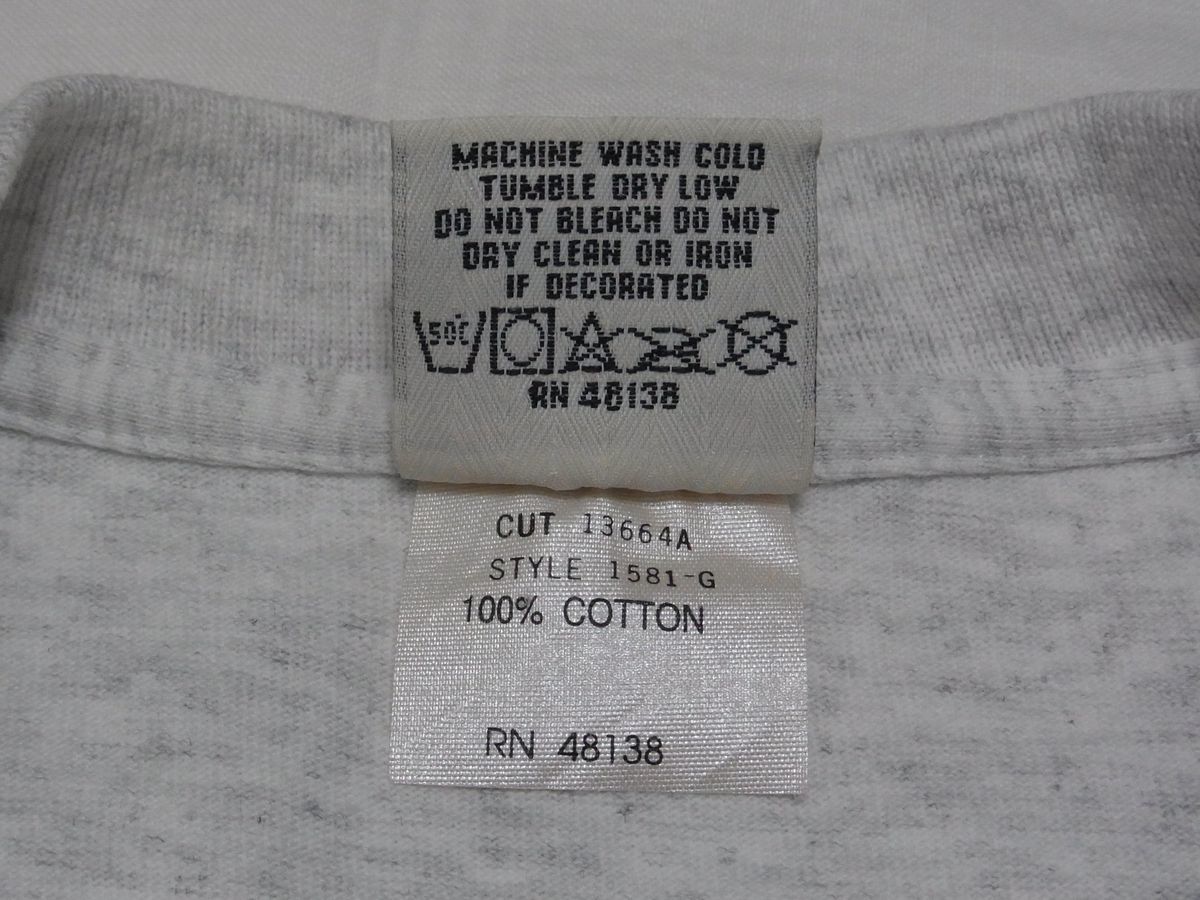 MACHINE WASH COLD
TUMBLE DRY LOW
DO NOT BLEACH DO NOT
DRY CLEAN OR IRON
IF DECORATED
50C
RN 48138
CUT 13664A
STYLE 1581-G
100% COTTON
RN 48138